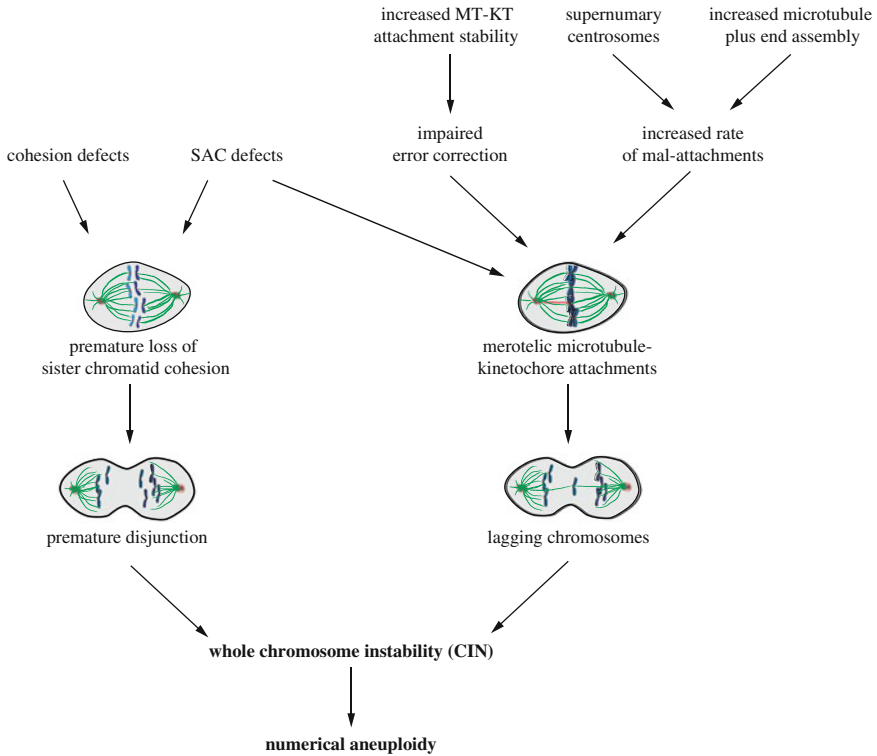 increased MT-KT
attachment stability
supernumary
centrosomes
increased microtubule
plus end assembly
impaired
error correction
increased rate
of mal-attachments
cohesion defects
SAC defects
premature loss of
sister chromatid cohesion
merotelic microtubule-
kinetochore attachments
premature disjunction
lagging chromosomes
whole chromosome instability (CIN)
numerical aneuploidy